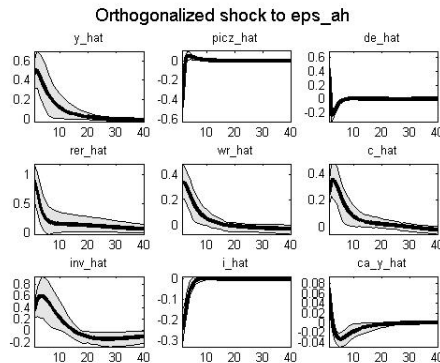 Orthogonalized shock to eps_ah
y_hat picz_hat de_hat
0.6
0.4
0.2
0
10 20 30 40
0
-0.2
-0.4
-0.6
10 20 30 40
0.4
0.2
0
-0.2
10 20 30 40
rer_hat wr_hat c_hat
1
0.5
0
10 20 30 40
0.4
0.2
0
10 20 30 40
0.4
0.2
0
10 20 30 40
inv_hat i_hat ca_y_hat
0.8
0.6
0.4
0.2
0
-0.2
10 20 30 40
0
-0.1
-0.2
-0.3
10 20 30 40
0.08
0.06
0.04
0.02
0
-0.02
-0.04
10 20 30 40